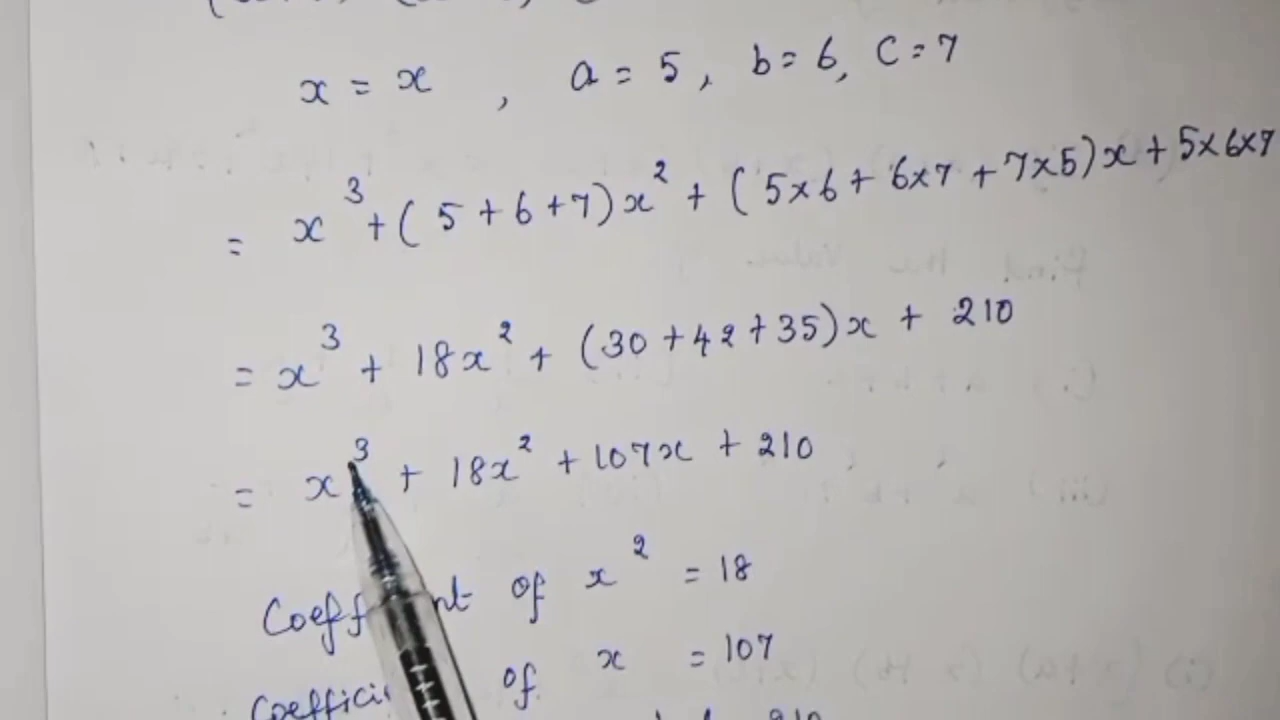 x = x , a = 5, b = 6, C = 7
= x³ + (5 + 6 + 7)x² + (5×6 + 6×7 + 7×5)x + 5×6×7
= x³ + 18x² + (30 + 42 + 35)x + 210
= x³ + 18x² + 107x + 210
of x² = 18
of x = 107
210